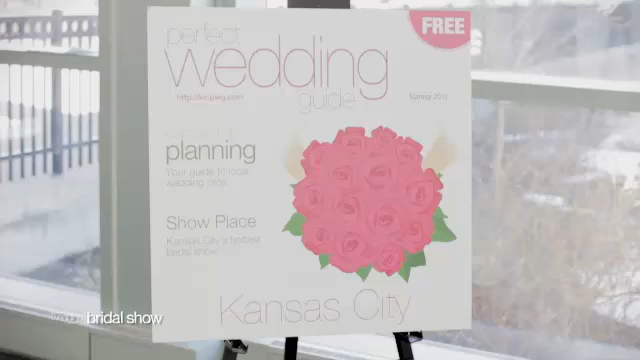 FREE
perfect
wedding
guide
Spring 2011
planning
Your guide to local
wedding pros
Show Place
Kansas City's hottest
bridal show
Kansas City
bridal show